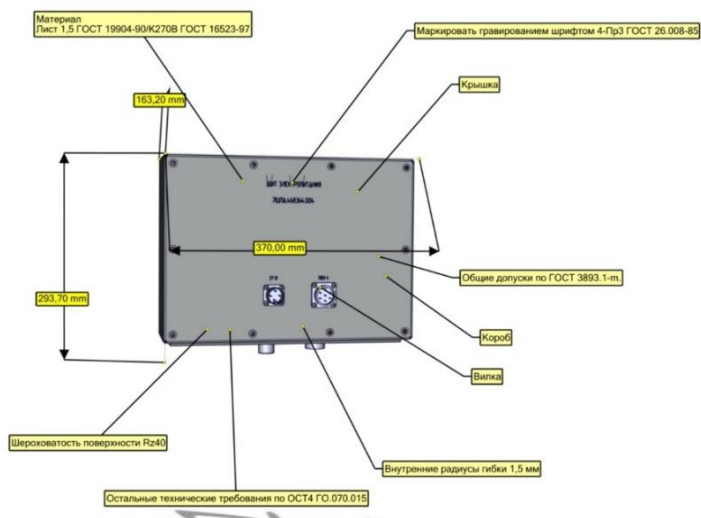 Материал
Лист 1,5 ГОСТ 19904-90/К270В ГОСТ 16523-97
Маркировать гравированием шрифтом 4-Пр3 ГОСТ 26.008-85
163,20 mm
Крышка
ЩИТ ЭЛЕКТРОПИТАНИЯ
370,00 mm
Общие допуски по ГОСТ 3893.1-m.
293,70 mm
Короб
Вилка
Шероховатость поверхности Rz40
Внутренние радиусы гибки 1,5 мм
Остальные технические требования по ОСТ4 ГО.070.015